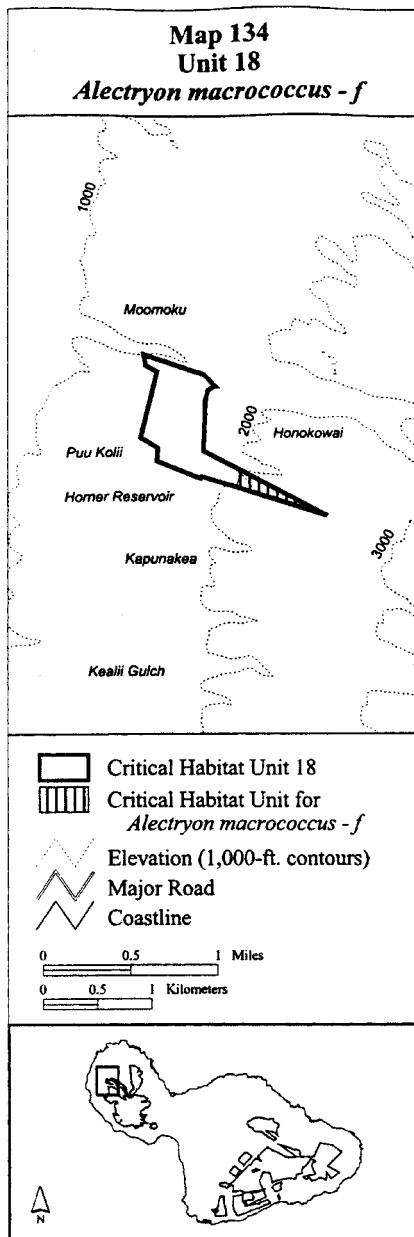 Map 134
Unit 18
Alectryon macrococcus - f
1000
Moomoku
2000
Honokowai
Puu Kolii
Horner Reservoir
Kapunakea
3000
Kealii Gulch
Critical Habitat Unit 18
Critical Habitat Unit for
Alectryon macrococcus - f
Elevation (1,000-ft. contours)
Major Road
Coastline
0 0.5 1 Miles
0 0.5 1 Kilometers
N